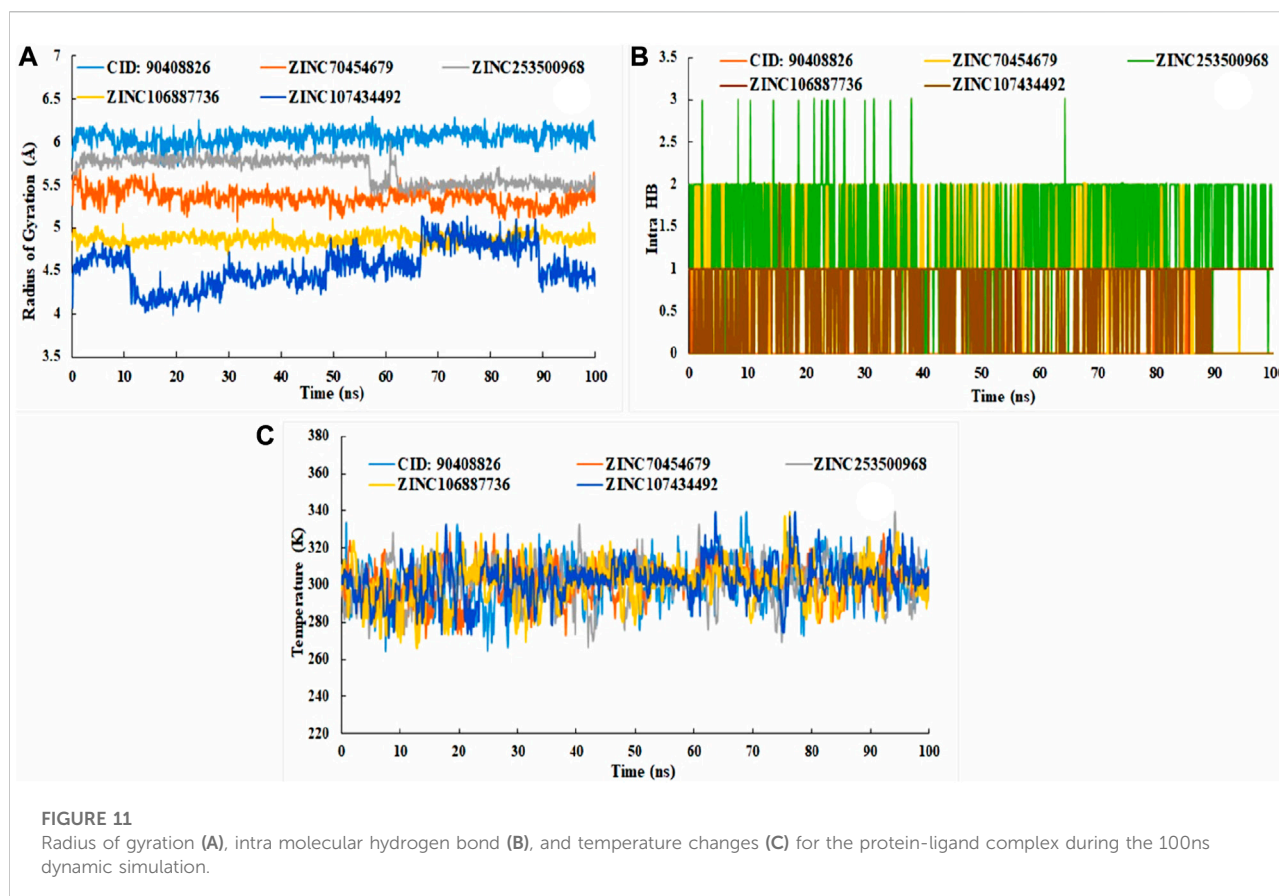 A
7
6.5
6
5.5
5
4.5
4
3.5
Radius of Gyration (Å)
CID: 90408826 ZINC70454679 ZINC253500968
ZINC106887736 ZINC107434492
0 10 20 30 40 50 60 70 80 90 100
Time (ns)
B
3.5
3
2.5
2
1.5
1
0.5
0
Intra HB
CID: 90408826 ZINC70454679 ZINC253500968
ZINC106887736 ZINC107434492
0 10 20 30 40 50 60 70 80 90 100
Time (ns)
C
380
360
340
320
300
280
260
240
220
Temperature (K)
CID: 90408826 ZINC70454679 ZINC253500968
ZINC106887736 ZINC107434492
0 10 20 30 40 50 60 70 80 90 100
Time (ns)
FIGURE 11
Radius of gyration (A), intra molecular hydrogen bond (B), and temperature changes (C) for the protein-ligand complex during the 100ns
dynamic simulation.